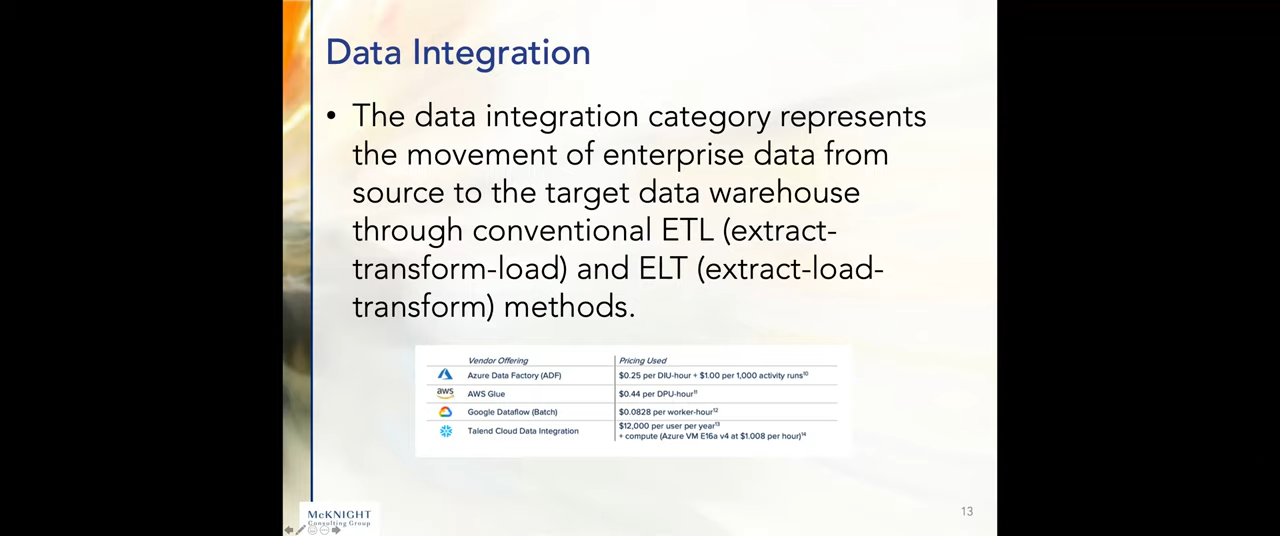 Data Integration
• The data integration category represents
the movement of enterprise data from
source to the target data warehouse
through conventional ETL (extract-
transform-load) and ELT (extract-load-
transform) methods.
Vendor Offering Pricing Used
Azure Data Factory (ADF) $0.25 per DIU-hour + $1.00 per 1,000 activity runs¹⁰
aws AWS Glue $0.44 per DPU-hour¹¹
Google Dataflow (Batch) $0.0828 per worker-hour¹²
Talend Cloud Data Integration $12,000 per user per year¹³
+ compute (Azure VM E16a v4 at $1.008 per hour)¹⁴
McKNIGHT
Consulting Group
13